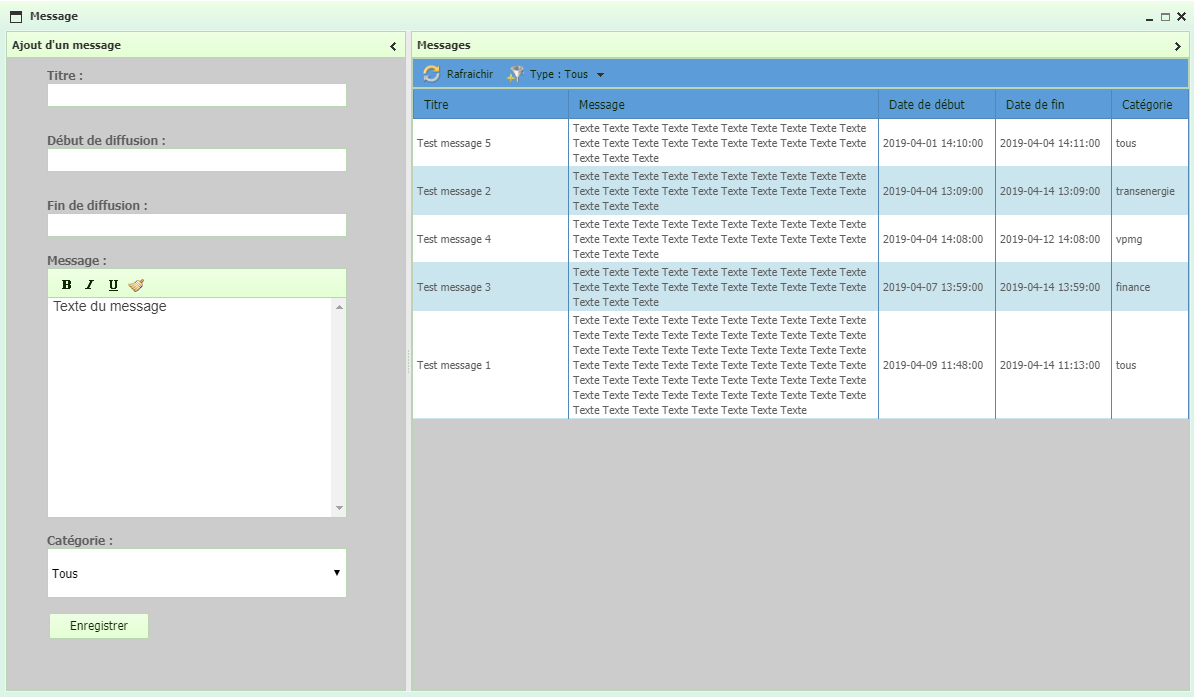 Message
Ajout d'un message
Titre :
Début de diffusion :
Fin de diffusion :
Message :
B I U
Texte du message
Catégorie :
Tous
Enregistrer
Messages
Rafraichir Type : Tous
Titre Message Date de début Date de fin Catégorie
Texte Texte Texte Texte Texte Texte Texte Texte Texte Texte
Test message 5 Texte Texte Texte Texte Texte Texte Texte Texte Texte Texte 2019-04-01 14:10:00 2019-04-04 14:11:00 tous
Texte Texte Texte
Texte Texte Texte Texte Texte Texte Texte Texte Texte Texte
Test message 2 Texte Texte Texte Texte Texte Texte Texte Texte Texte Texte 2019-04-04 13:09:00 2019-04-14 13:09:00 transenergie
Texte Texte Texte
Texte Texte Texte Texte Texte Texte Texte Texte Texte Texte
Test message 4 Texte Texte Texte Texte Texte Texte Texte Texte Texte Texte 2019-04-04 14:08:00 2019-04-12 14:08:00 vpmg
Texte Texte Texte
Texte Texte Texte Texte Texte Texte Texte Texte Texte Texte
Test message 3 Texte Texte Texte Texte Texte Texte Texte Texte Texte Texte 2019-04-07 13:59:00 2019-04-14 13:59:00 finance
Texte Texte Texte
Texte Texte Texte Texte Texte Texte Texte Texte Texte Texte
Texte Texte Texte Texte Texte Texte Texte Texte Texte Texte
Texte Texte Texte Texte Texte Texte Texte Texte Texte Texte
Test message 1 Texte Texte Texte Texte Texte Texte Texte Texte Texte Texte 2019-04-09 11:48:00 2019-04-14 11:13:00 tous
Texte Texte Texte Texte Texte Texte Texte Texte Texte Texte
Texte Texte Texte Texte Texte Texte Texte Texte Texte Texte
Texte Texte Texte Texte Texte Texte Texte Texte